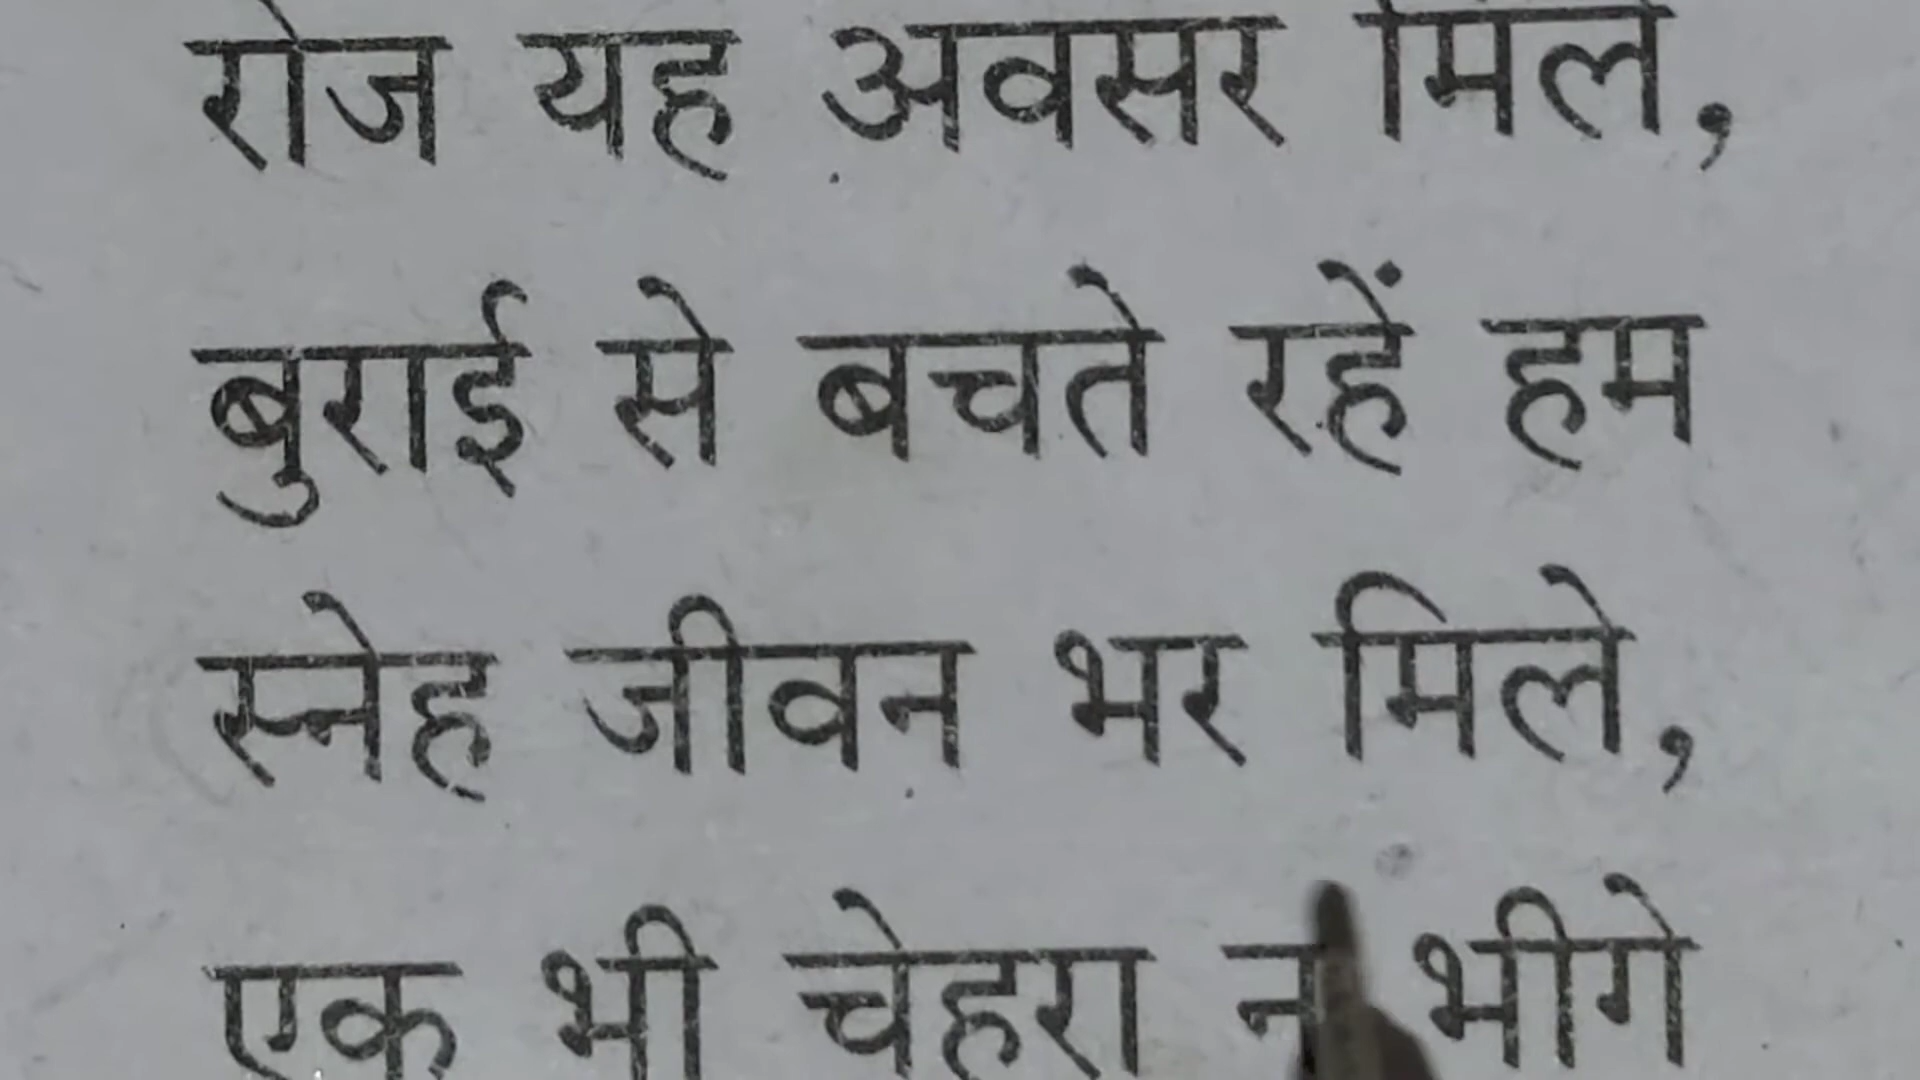 रोज यह अवसर मिले,
बुराई से बचते रहें हम
स्नेह जीवन भर मिले,
एक भी चेहरा न भीगे